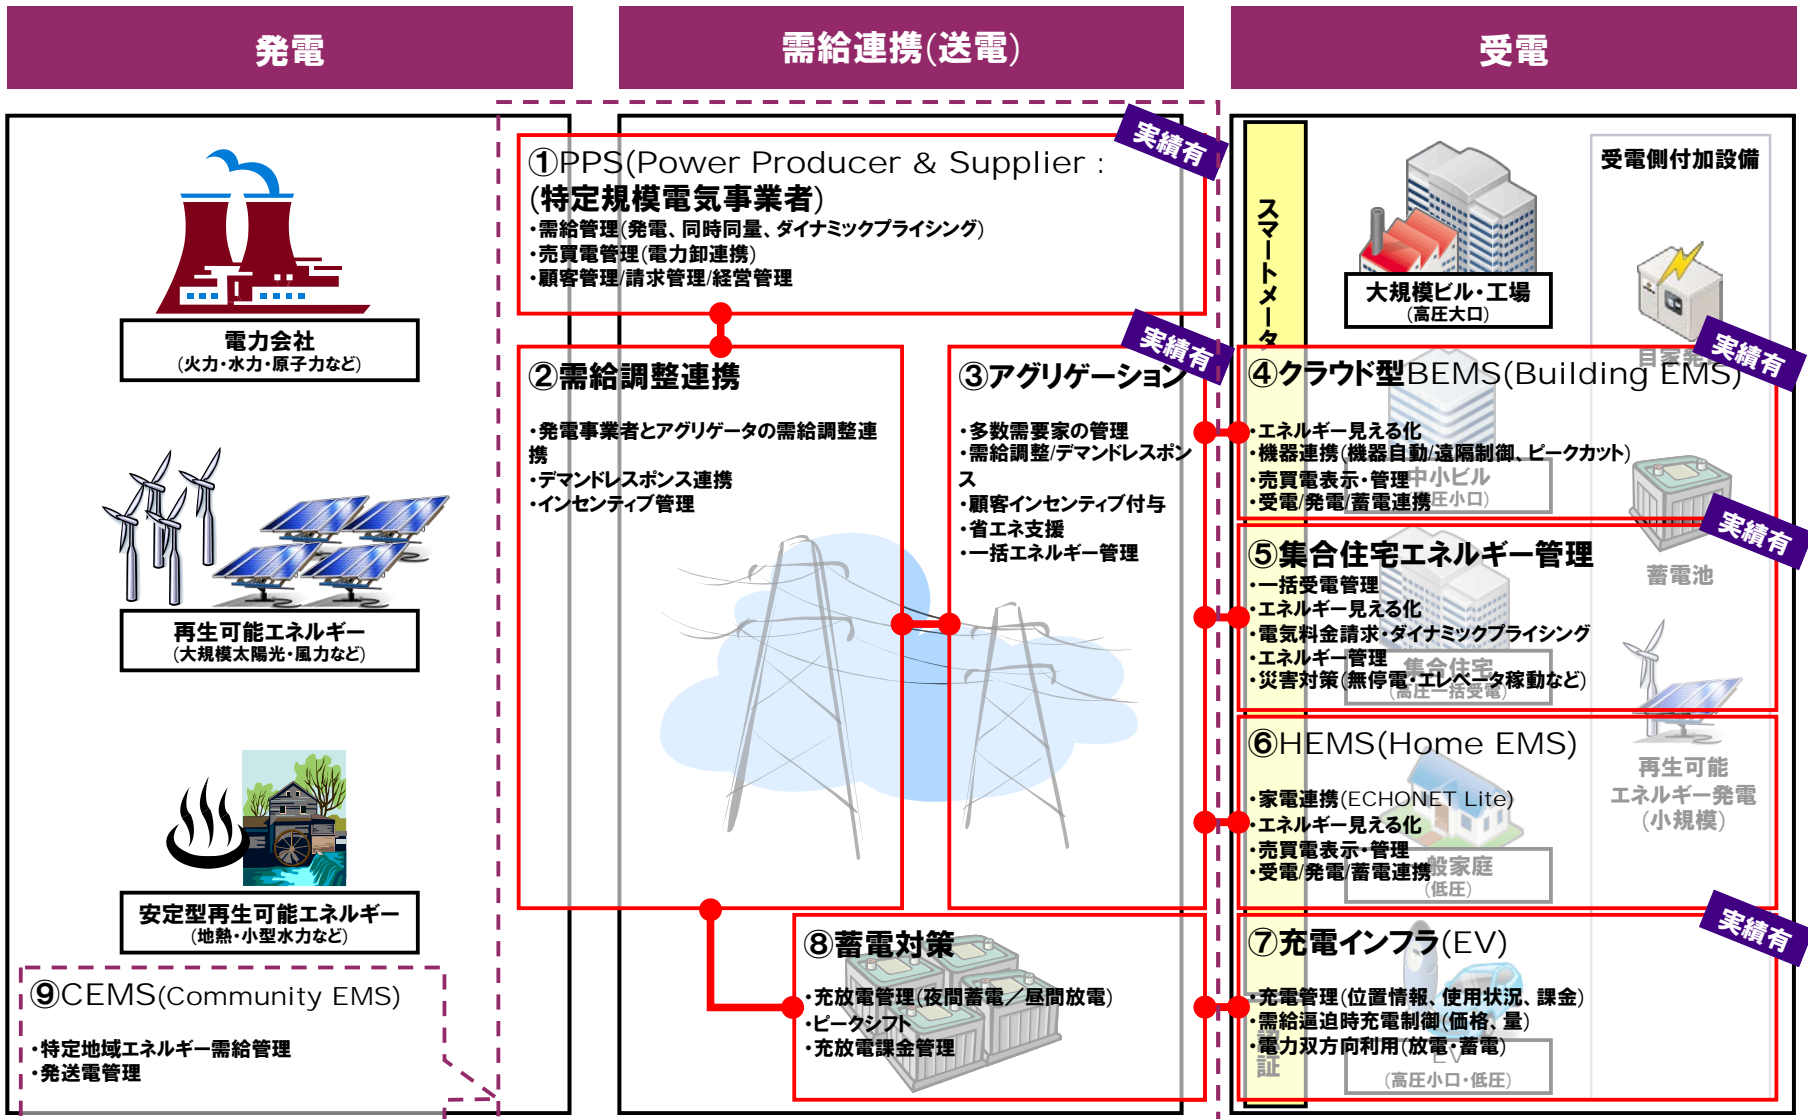 発電
需給連携(送電)
受電
電力会社
(火力・水力・原子力など)
再生可能エネルギー
(大規模太陽光・風力など)
安定型再生可能エネルギー
(地熱・小型水力など)
⑨CEMS(Community EMS)
・特定地域エネルギー需給管理
・発送電管理
①PPS(Power Producer & Supplier :
(特定規模電気事業者)
・需給管理(発電、同時同量、ダイナミックプライシング)
・売買電管理(電力卸連携)
・顧客管理/請求管理/経営管理
実績有
②需給調整連携
・発電事業者とアグリゲータの需給調整連
携
・デマンドレスポンス連携
・インセンティブ管理
③アグリゲーション
実績有
・多数需要家の管理
・需給調整/デマンドレスポン
ス
・顧客インセンティブ付与
・省エネ支援
・一括エネルギー管理
⑧蓄電対策
・充放電管理(夜間蓄電／昼間放電)
・ピークシフト
・充放電課金管理
スマートメータ
大規模ビル・工場
(高圧大口)
受電側付加設備
自家発
④クラウド型BEMS(Building EMS)
実績有
・エネルギー見える化
・機器連携(機器自動/遠隔制御、ピークカット)
・売買電表示・管理
・受電/発電/蓄電連携
中小ビル
圧小口)
蓄電池
⑤集合住宅エネルギー管理
実績有
・一括受電管理
・エネルギー見える化
・電気料金請求・ダイナミックプライシング
・エネルギー管理
・災害対策(無停電・エレベータ稼動など)
集合住宅
(高圧一括受電)
再生可能
エネルギー発電
(小規模)
⑥HEMS(Home EMS)
・家電連携(ECHONET Lite)
・エネルギー見える化
・売買電表示・管理
・受電/発電/蓄電連携
般家庭
(低圧)
⑦充電インフラ(EV)
実績有
・充電管理(位置情報、使用状況、課金)
・需給逼迫時充電制御(価格、量)
・電力双方向利用(放電・蓄電)
証
EV
(高圧小口・低圧)